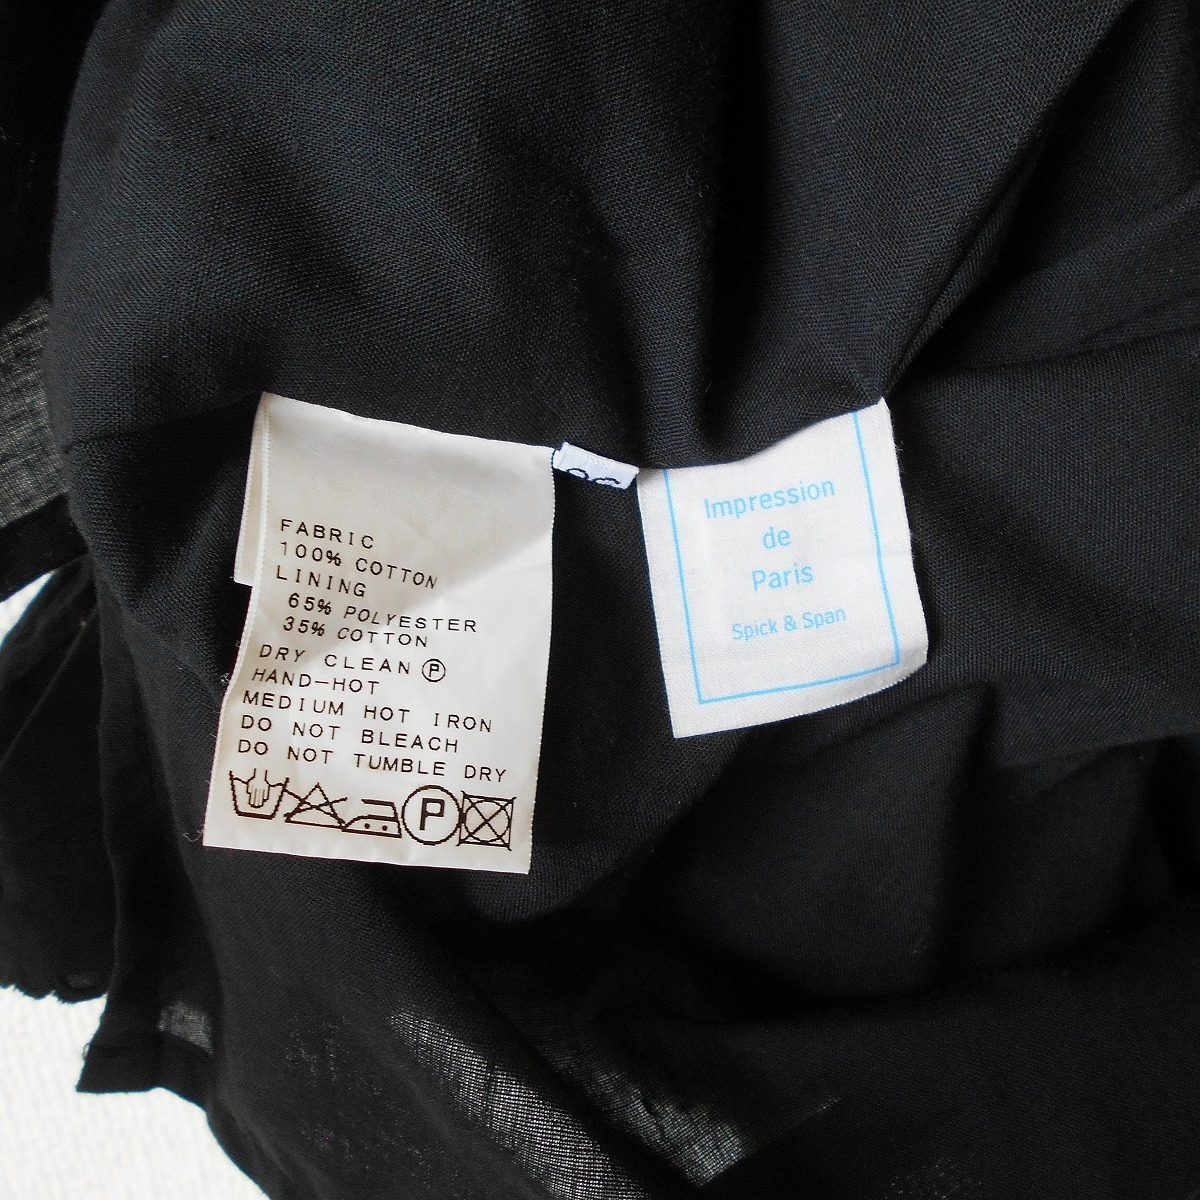 FABRIC
100% COTTON
LINING
65% POLYESTER
35% COTTON
DRY CLEAN Ⓟ
HAND-HOT
MEDIUM HOT IRON
DO NOT BLEACH
DO NOT TUMBLE DRY
P
Impression
de
Paris
Spick & Span